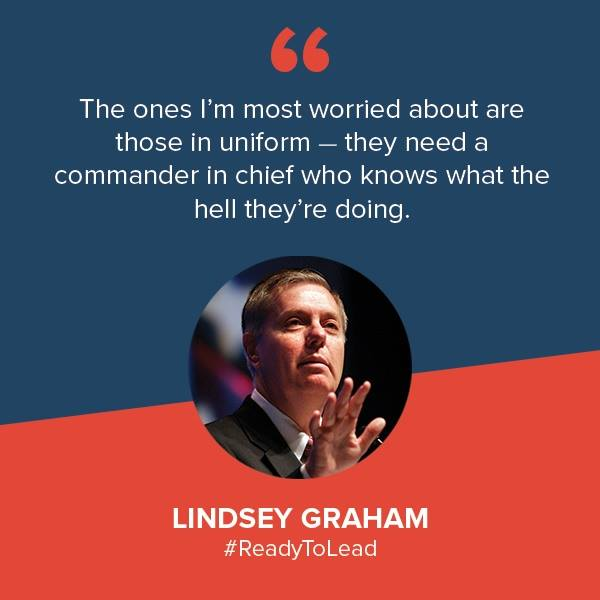 “
The ones I’m most worried about are
those in uniform — they need a
commander in chief who knows what the
hell they’re doing.
LINDSEY GRAHAM
#ReadyToLead